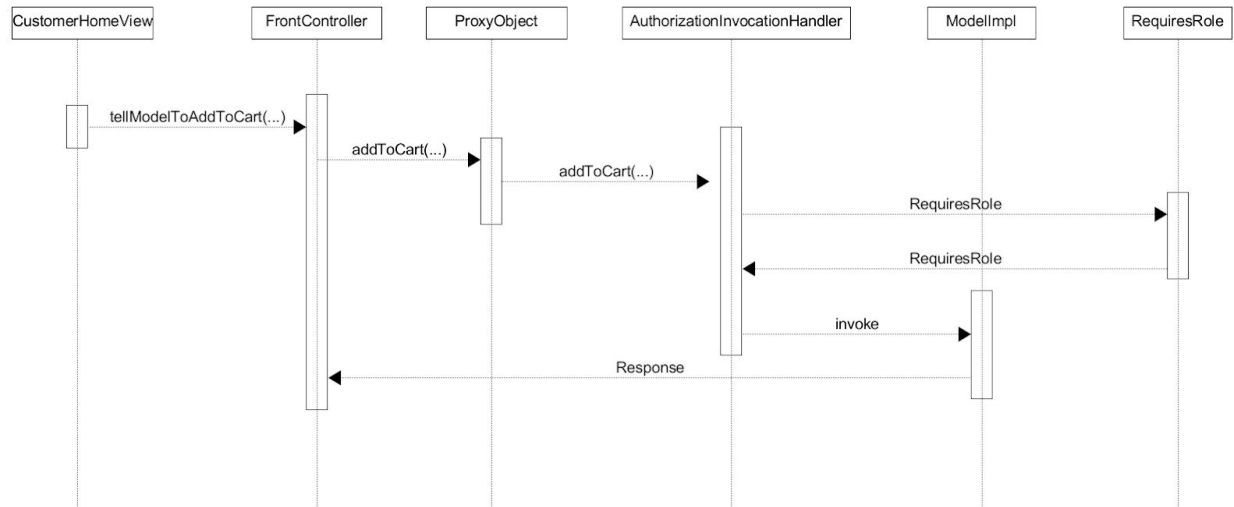 CustomerHomeView
FrontController
ProxyObject
AuthorizationInvocationHandler
ModelImpl
RequiresRole
tellModelToAddToCart(...)
addToCart(...)
addToCart(...)
RequiresRole
RequiresRole
invoke
Response